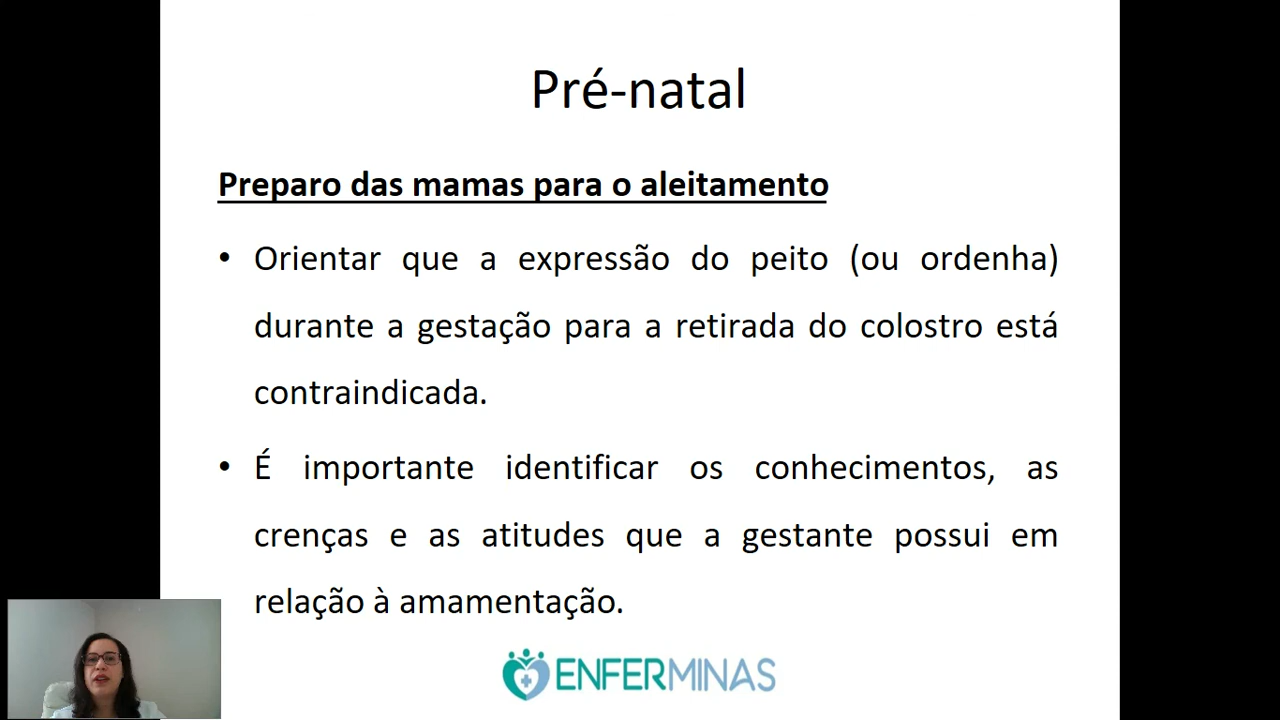 Pré-natal
Preparo das mamas para o aleitamento
• Orientar que a expressão do peito (ou ordenha)
durante a gestação para a retirada do colostro está
contraindicada.
• É importante identificar os conhecimentos, as
crenças e as atitudes que a gestante possui em
relação à amamentação.
ENFERMINAS